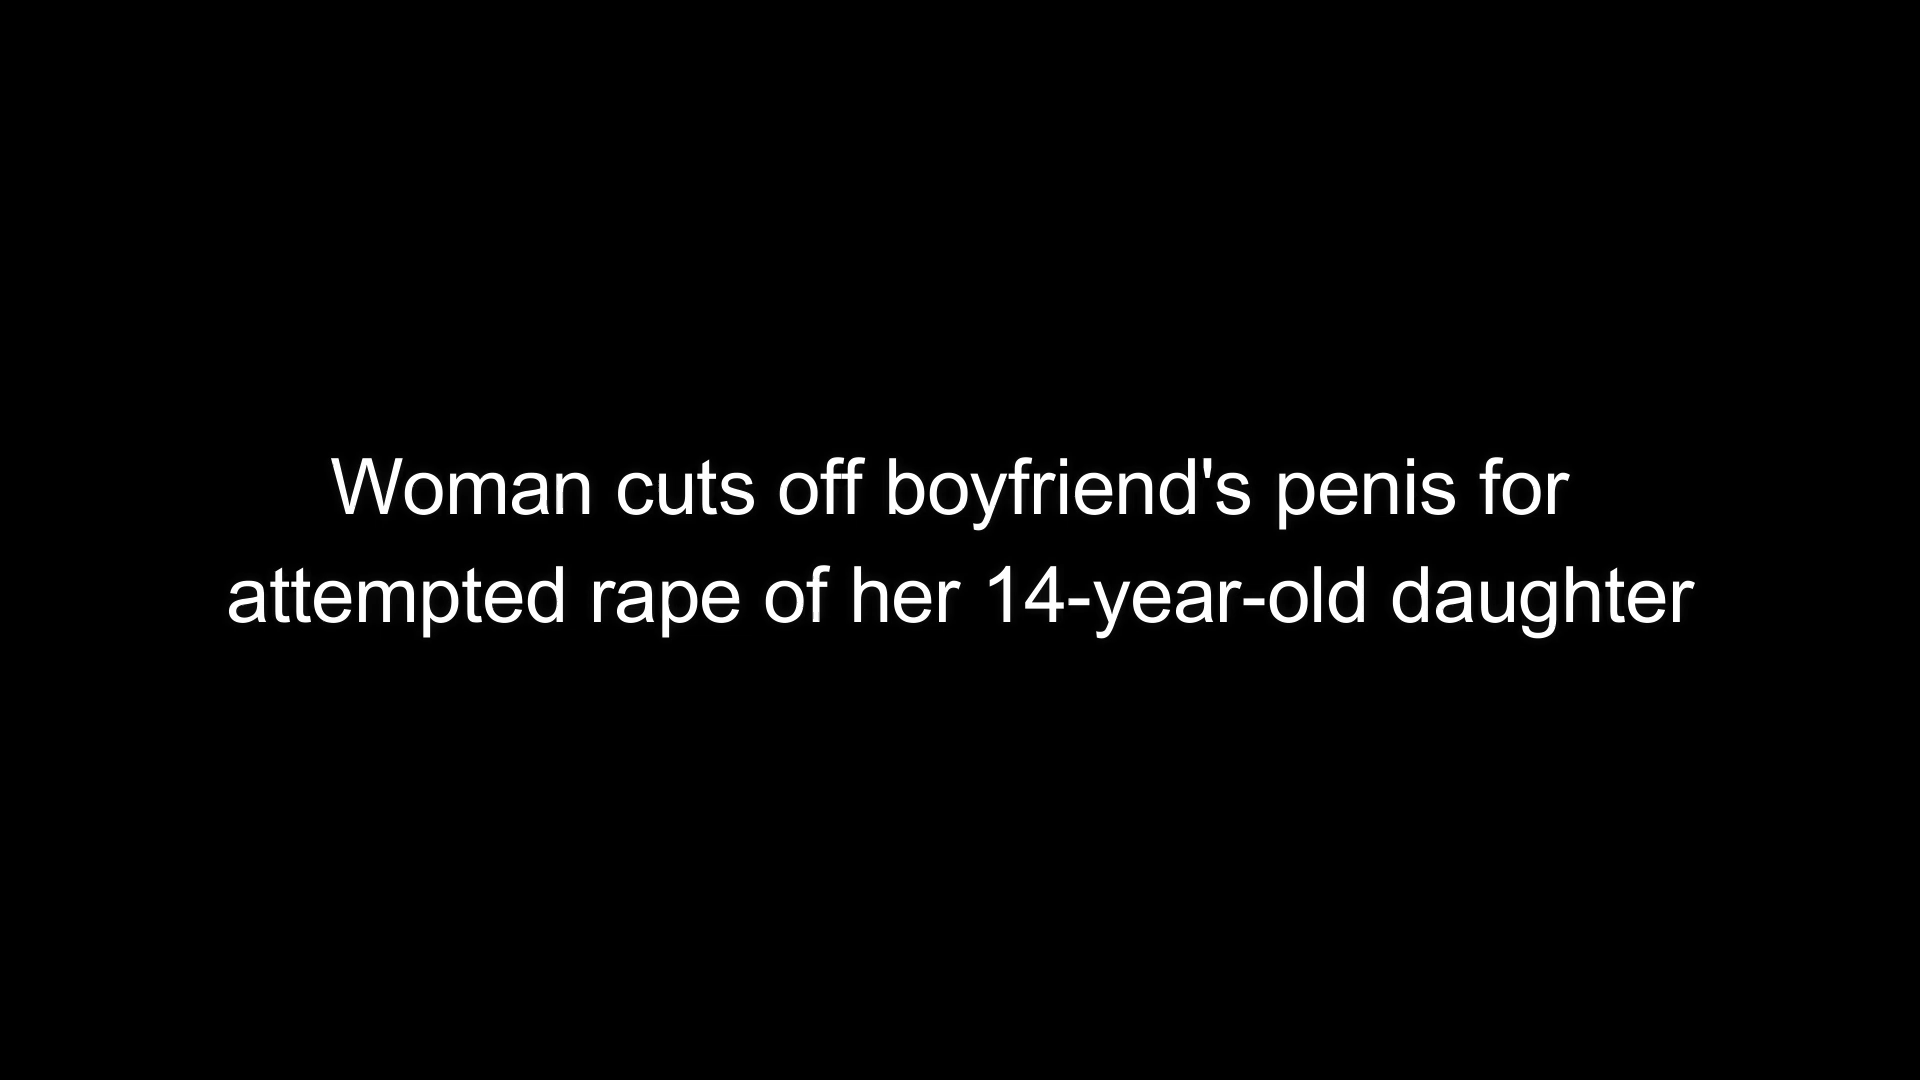 Woman cuts off boyfriend's penis for
attempted rape of her 14-year-old daughter